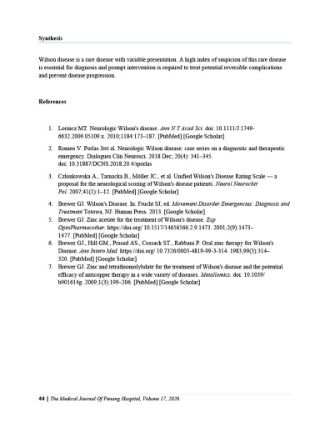 Synthesis
Wilson disease is a rare disease with variable presentation. A high index of suspicion of this rare disease
is essential for diagnosis and prompt intervention is required to treat potential reversible complications
and prevent disease progression.
References
1. Lorincz MT. Neurologic Wilson's disease. Ann N Y Acad Sci. doi: 10.1111/j.1749-
6632.2009.05109.x. 2010;1184:173–187. [PubMed] [Google Scholar]
2. Romeo V. Porlas Jret al. Neurologic Wilson disease: case series on a diagnostic and therapeutic
emergency. Dialogues Clin Neurosci. 2018 Dec; 20(4): 341–345.
doi: 10.31887/DCNS.2018.20.4/rporlas
3. Członkowska A., Tarnacka B., Möller JC., et al. Unified Wilson's Disease Rating Scale — a
proposal for the neurological scoring of Wilson's disease patients. Neurol Neurochir
Pol. 2007;41(1):1–12. [PubMed] [Google Scholar]
4. Brewer GJ. Wilson's Disease. In: Frucht SJ, ed. Movement Disorder Emergencies. Diagnosis and
Treatment Totowa, NJ: Human Press. 2013. [Google Scholar]
5. Brewer GJ. Zinc acetate for the treatment of Wilson's disease. Exp
OpinPharmacother. https://doi.org/ 10.1517/14656566.2.9.1473. 2001;2(9):1473–
1477. [PubMed] [Google Scholar]
6. Brewer GJ., Hill GM., Prasad AS., Cossack ST., Rabbani P. Oral zinc therapy for Wilson's
Disease. Ann Intern Med. https://doi.org/ 10.7326/0003-4819-99-3-314. 1983;99(3):314–
320. [PubMed] [Google Scholar]
7. Brewer GJ. Zinc and tetrathiomolybdate for the treatment of Wilson's disease and the potential
efficacy of anticopper therapy in a wide variety of diseases. Metallomics. doi: 10.1039/
b901614g. 2009;1(3):199–206. [PubMed] [Google Scholar]
44 | The Medical Journal Of Penang Hospital, Volume 17, 2020.